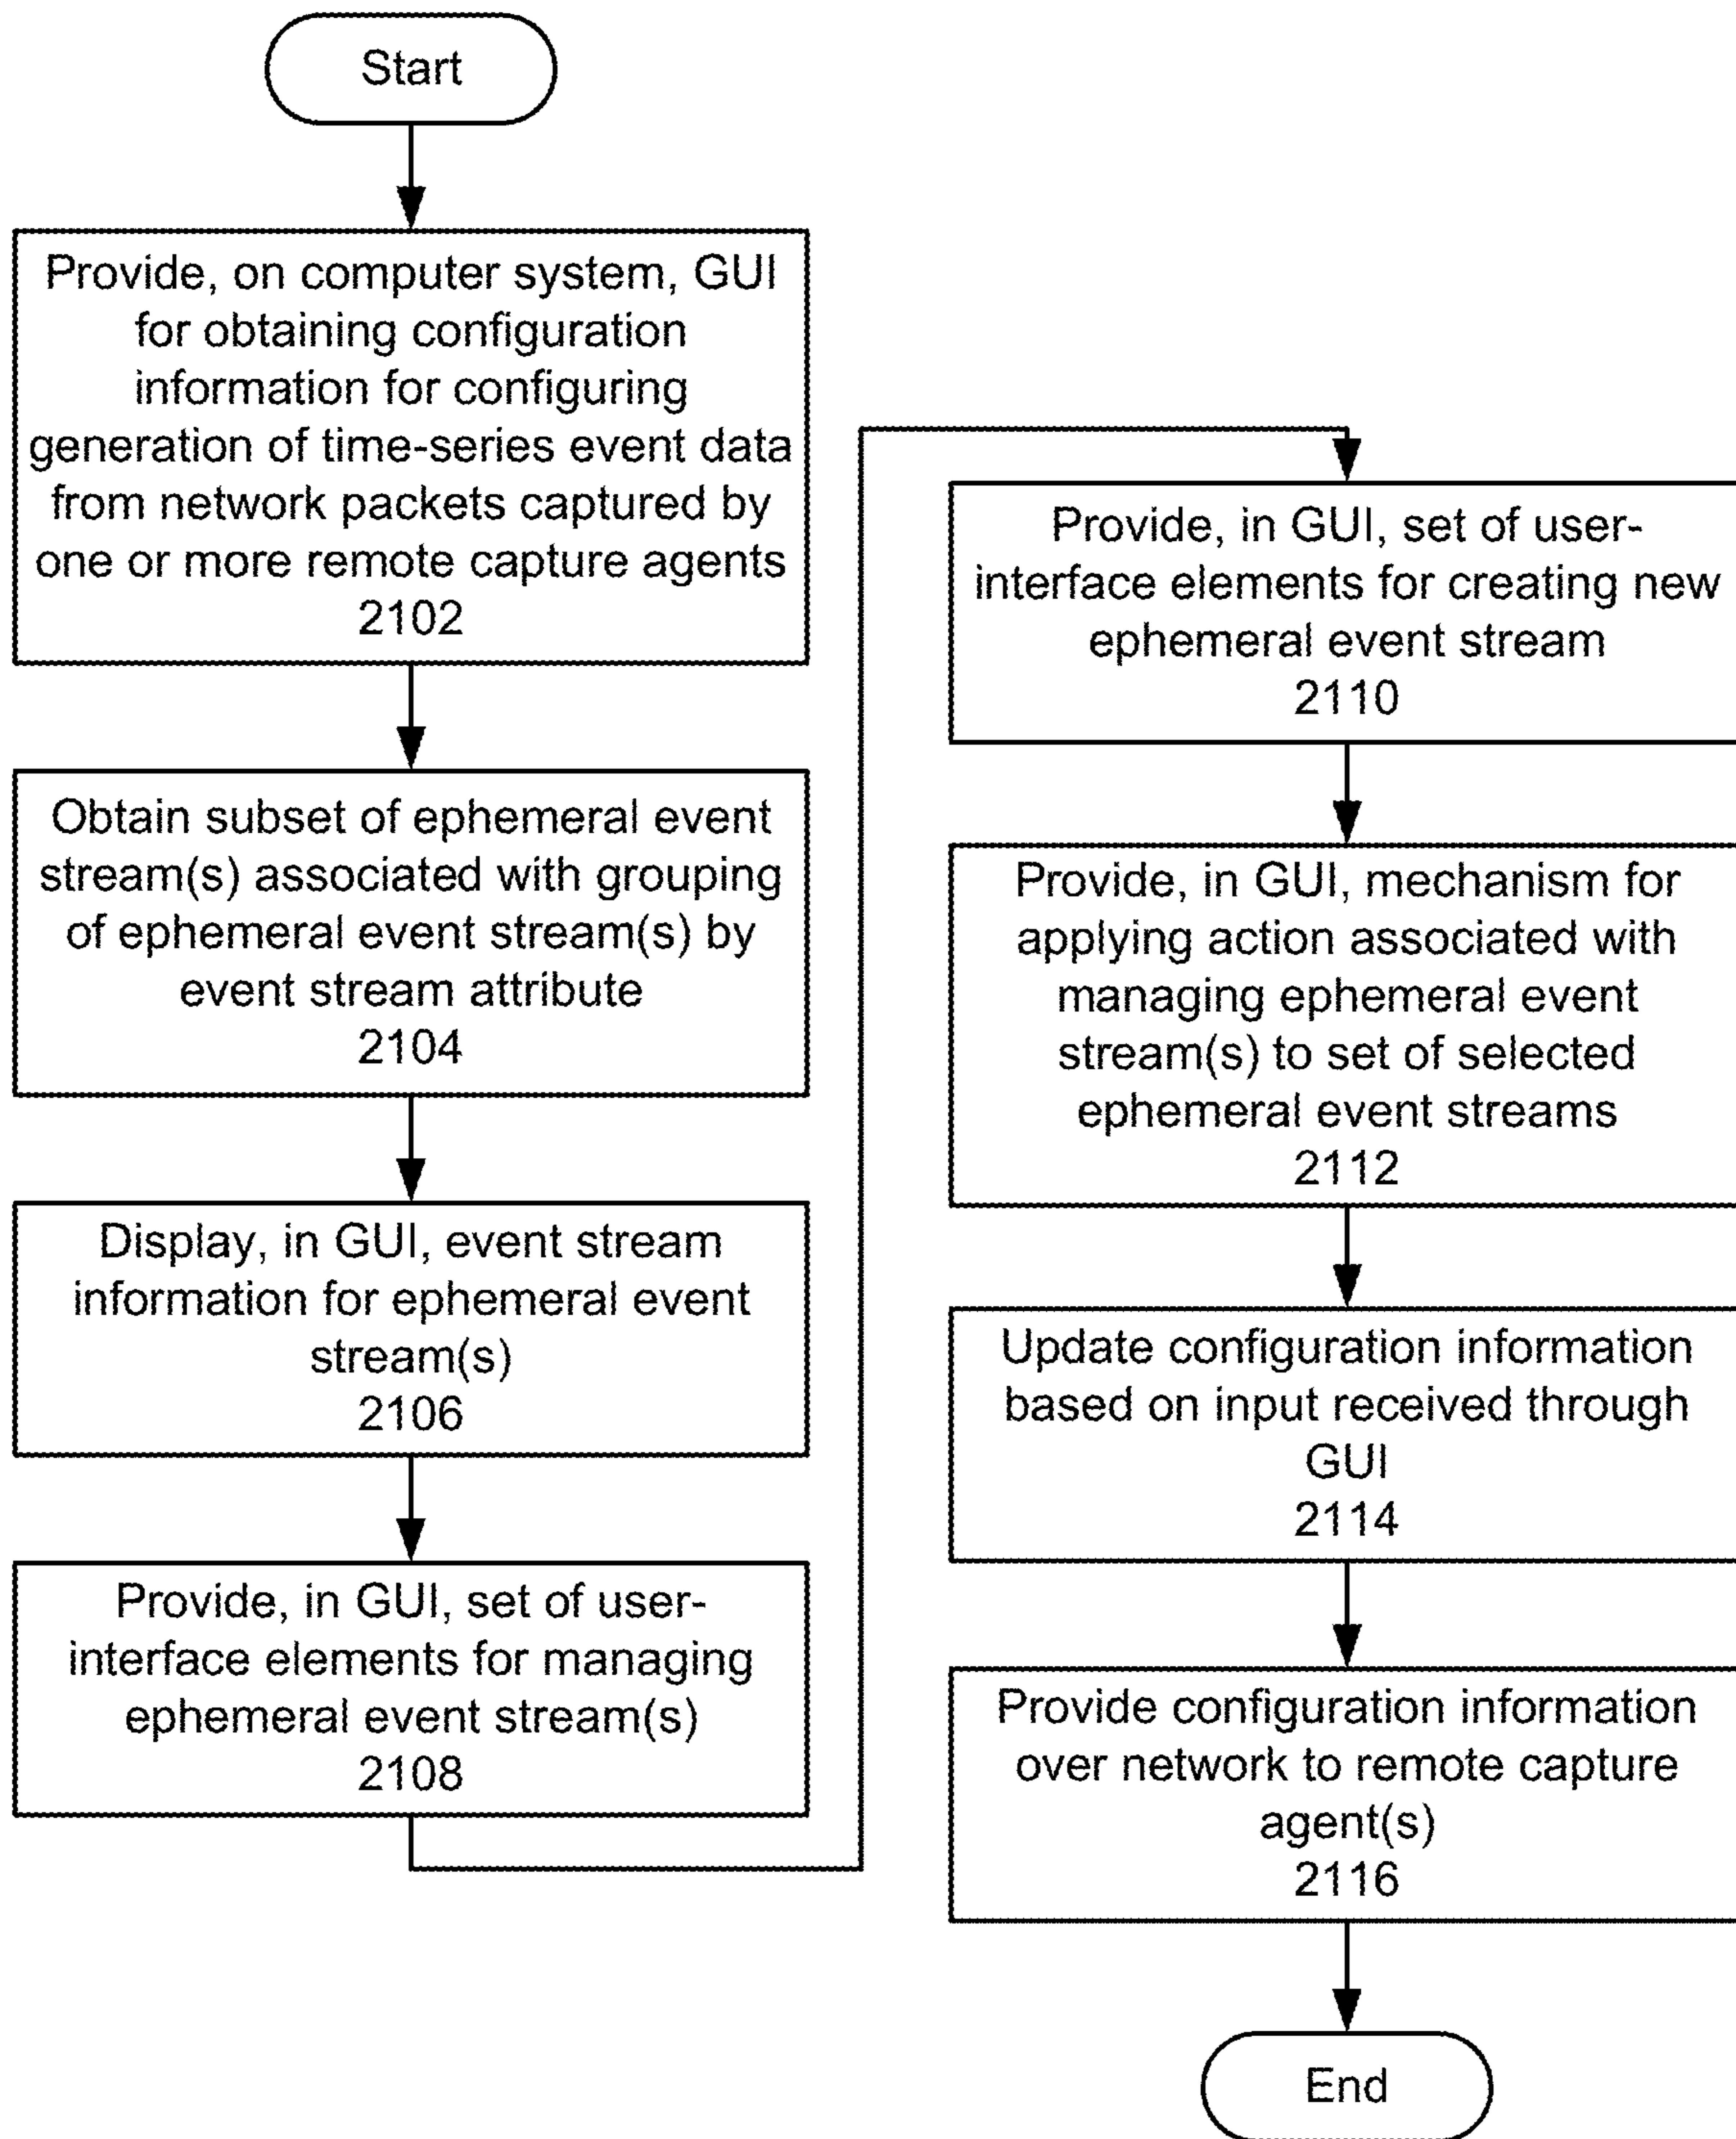 Start
Provide, on computer system, GUI
for obtaining configuration
information for configuring
generation of time-series event data
from network packets captured by
one or more remote capture agents
2102
Obtain subset of ephemeral event
stream(s) associated with grouping
of ephemeral event stream(s) by
event stream attribute
2104
Display, in GUI, event stream
information for ephemeral event
stream(s)
2106
Provide, in GUI, set of user-
interface elements for managing
ephemeral event stream(s)
2108
Provide, in GUI, set of user-
interface elements for creating new
ephemeral event stream
2110
Provide, in GUI, mechanism for
applying action associated with
managing ephemeral event
stream(s) to set of selected
ephemeral event streams
2112
Update configuration information
based on input received through
GUI
2114
Provide configuration information
over network to remote capture
agent(s)
2116
End